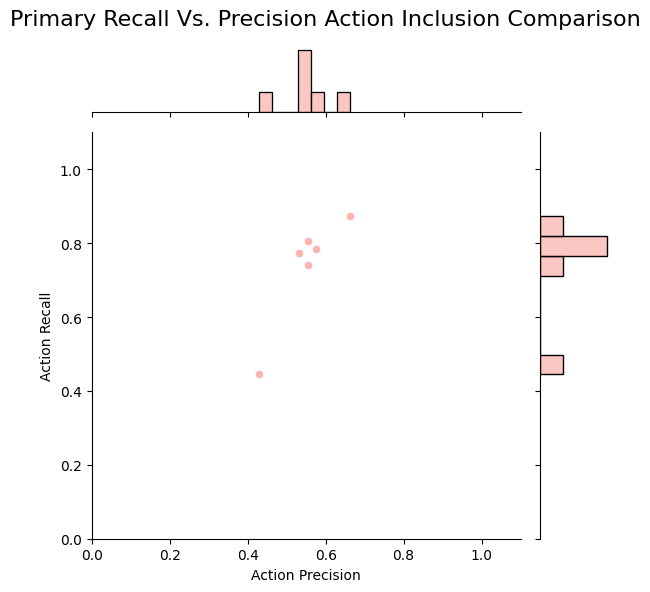 Primary Recall Vs. Precision Action Inclusion Comparison
1.0
0.8
0.6
0.4
0.2
0.0
Action Recall
0.0 0.2 0.4 0.6 0.8 1.0
Action Precision